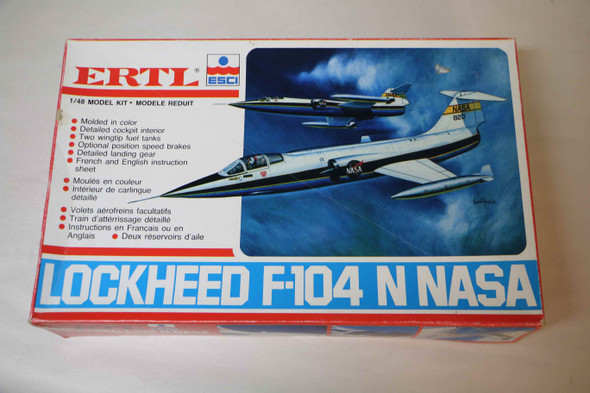 ERTL®
ESCI
1/48 MODEL KIT • MODELE REDUIT
• Molded in color
• Detailed cockpit interior
• Two wingtip fuel tanks
• Optional position speed brakes
• Detailed landing gear
• French and English instruction
sheet
• Moulés en couleur
• Intérieur de carlingue
détaillé
• Volets aérofreins facultatifs
• Train d'attérrissage détaillé
• Instructions en Français ou en
Anglais • Deux réservoirs d'aile
NASA
820
NASA
LOCKHEED F-104 N NASA